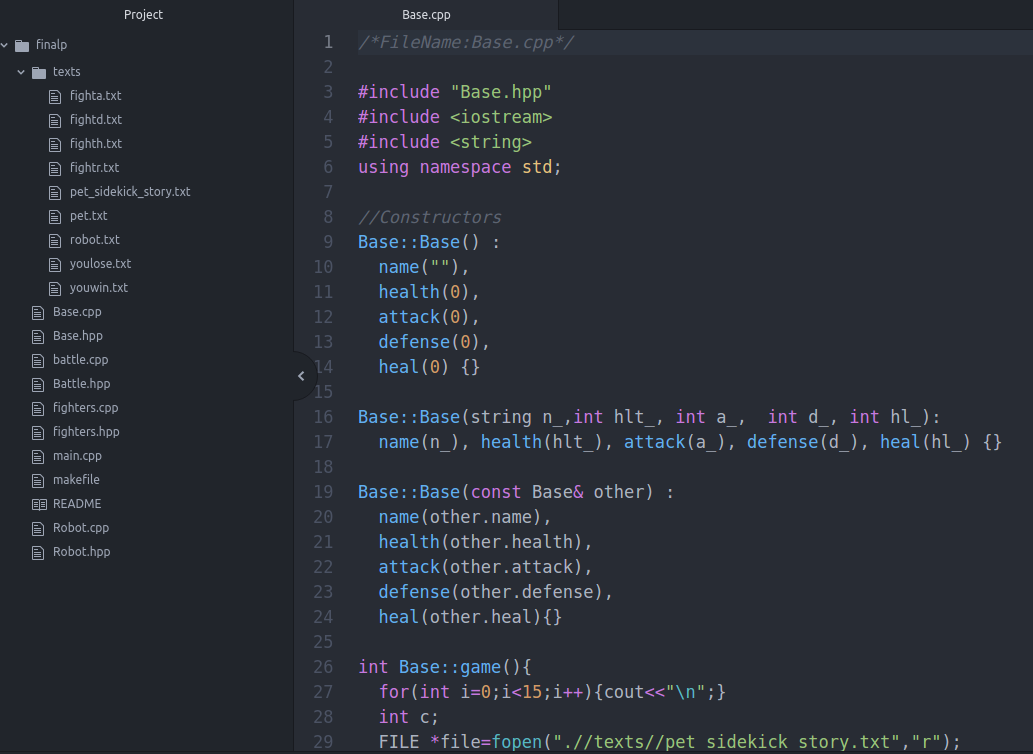 Project
finalp
texts
fighta.txt
fightd.txt
fighth.txt
fightr.txt
pet_sidekick_story.txt
pet.txt
robot.txt
youlose.txt
youwin.txt
Base.cpp
Base.hpp
battle.cpp
Battle.hpp
fighters.cpp
fighters.hpp
main.cpp
makefile
README
Robot.cpp
Robot.hpp
Base.cpp
1 /*FileName:Base.cpp*/
2
3 #include "Base.hpp"
4 #include <iostream>
5 #include <string>
6 using namespace std;
7
8 //Constructors
9 Base::Base() :
10   name(""),
11   health(0),
12   attack(0),
13   defense(0),
14   heal(0) {}
15
16 Base::Base(string n_,int hlt_, int a_,  int d_, int hl_):
17   name(n_), health(hlt_), attack(a_), defense(d_), heal(hl_) {}
18
19 Base::Base(const Base& other) :
20   name(other.name),
21   health(other.health),
22   attack(other.attack),
23   defense(other.defense),
24   heal(other.heal){}
25
26 int Base::game(){
27   for(int i=0;i<15;i++){cout<<"\n";}
28   int c;
29   FILE *file=fopen(".//texts//pet_sidekick_story.txt","r");